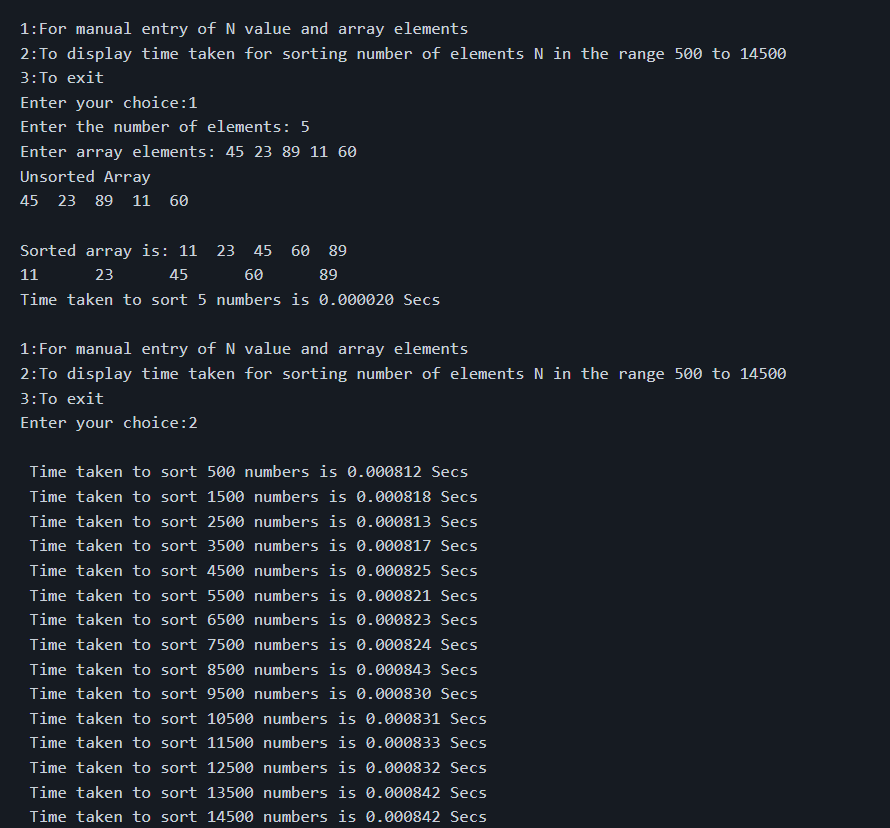 1:For manual entry of N value and array elements
2:To display time taken for sorting number of elements N in the range 500 to 14500
3:To exit
Enter your choice:1
Enter the number of elements: 5
Enter array elements: 45 23 89 11 60
Unsorted Array
45  23  89  11  60
Sorted array is: 11  23  45  60  89
11      23      45      60      89
Time taken to sort 5 numbers is 0.000020 Secs
1:For manual entry of N value and array elements
2:To display time taken for sorting number of elements N in the range 500 to 14500
3:To exit
Enter your choice:2
Time taken to sort 500 numbers is 0.000812 Secs
Time taken to sort 1500 numbers is 0.000818 Secs
Time taken to sort 2500 numbers is 0.000813 Secs
Time taken to sort 3500 numbers is 0.000817 Secs
Time taken to sort 4500 numbers is 0.000825 Secs
Time taken to sort 5500 numbers is 0.000821 Secs
Time taken to sort 6500 numbers is 0.000823 Secs
Time taken to sort 7500 numbers is 0.000824 Secs
Time taken to sort 8500 numbers is 0.000843 Secs
Time taken to sort 9500 numbers is 0.000830 Secs
Time taken to sort 10500 numbers is 0.000831 Secs
Time taken to sort 11500 numbers is 0.000833 Secs
Time taken to sort 12500 numbers is 0.000832 Secs
Time taken to sort 13500 numbers is 0.000842 Secs
Time taken to sort 14500 numbers is 0.000842 Secs